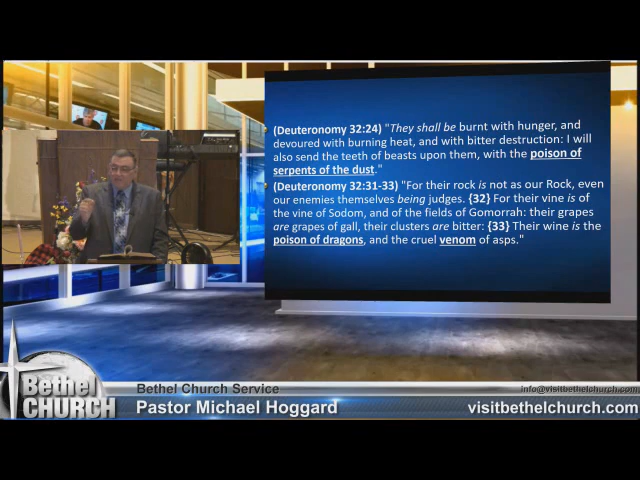 (Deuteronomy 32:24) "They shall be burnt with hunger, and
devoured with burning heat, and with bitter destruction: I will
also send the teeth of beasts upon them, with the poison of
serpents of the dust."
(Deuteronomy 32:31-33) "For their rock is not as our Rock, even
our enemies themselves being judges. {32} For their vine is of
the vine of Sodom, and of the fields of Gomorrah: their grapes
are grapes of gall, their clusters are bitter: {33} Their wine is the
poison of dragons, and the cruel venom of asps."
Bethel
CHURCH
Bethel Church Service
info@visitbethelchurch.com
Pastor Michael Hoggard
visitbethelchurch.com